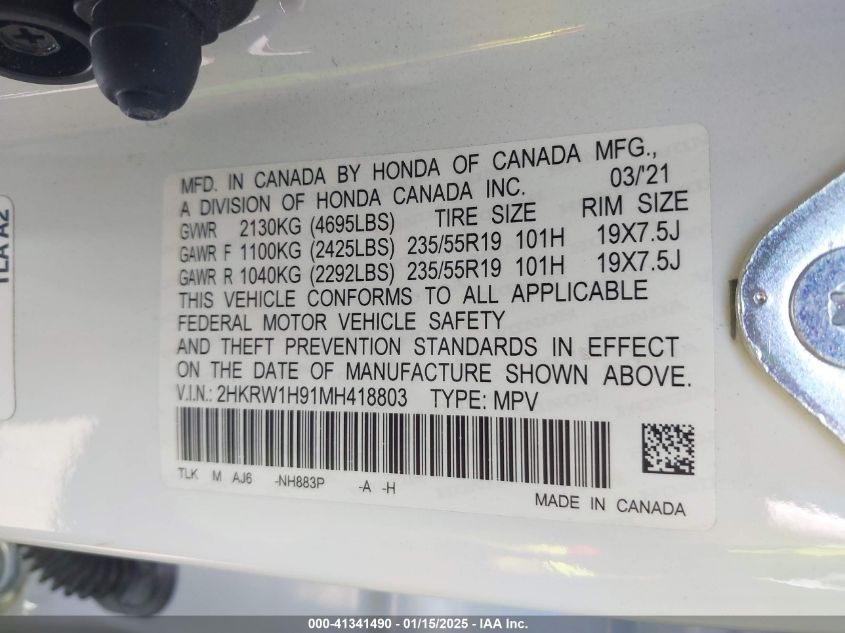 MFD. IN CANADA BY HONDA OF CANADA MFG.,
A DIVISION OF HONDA CANADA INC. 03/'21
GVWR 2130KG (4695LBS) TIRE SIZE RIM SIZE
GAWR F 1100KG (2425LBS) 235/55R19 101H 19X7.5J
GAWR R 1040KG (2292LBS) 235/55R19 101H 19X7.5J
THIS VEHICLE CONFORMS TO ALL APPLICABLE
FEDERAL MOTOR VEHICLE SAFETY
AND THEFT PREVENTION STANDARDS IN EFFECT
ON THE DATE OF MANUFACTURE SHOWN ABOVE.
V.I.N.: 2HKRW1H91MH418803 TYPE: MPV
TLK M AJ6 -NH883P -A -H
MADE IN CANADA
TLA A2
000-41341490 - 01/15/2025 - IAA Inc.